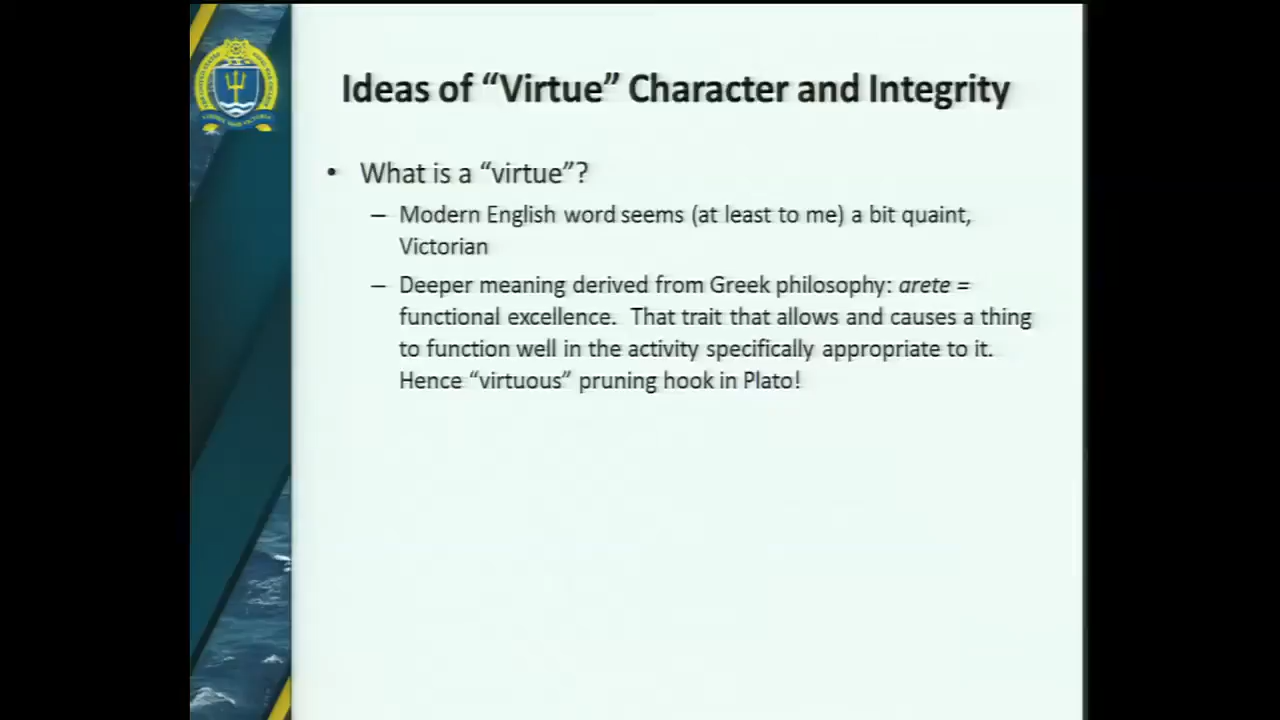 Ideas of “Virtue” Character and Integrity
• What is a “virtue”?
– Modern English word seems (at least to me) a bit quaint,
Victorian
– Deeper meaning derived from Greek philosophy: arete =
functional excellence.  That trait that allows and causes a thing
to function well in the activity specifically appropriate to it.
Hence “virtuous” pruning hook in Plato!